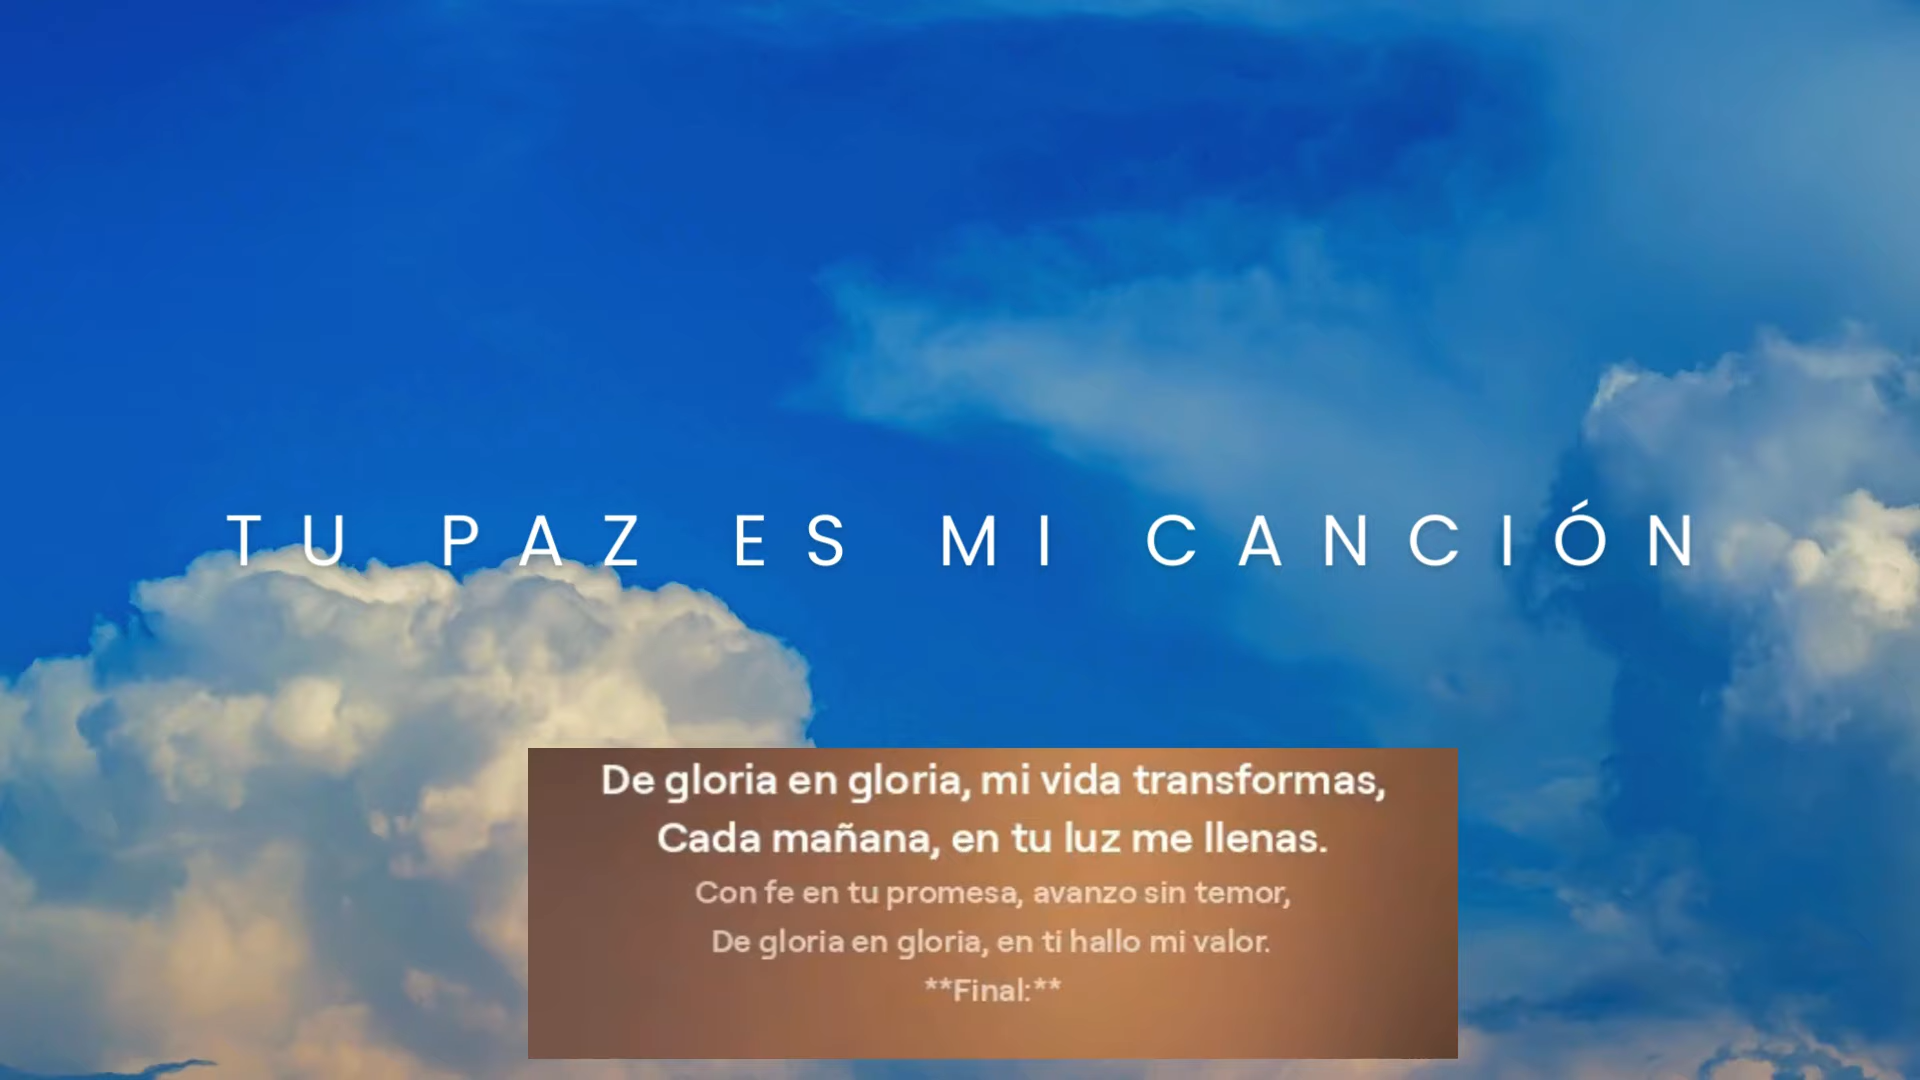 TU PAZ ES MI CANCIÓN
De gloria en gloria, mi vida transformas,
Cada mañana, en tu luz me llenas.
Con fe en tu promesa, avanzo sin temor,
De gloria en gloria, en ti hallo mi valor.
**Final:**